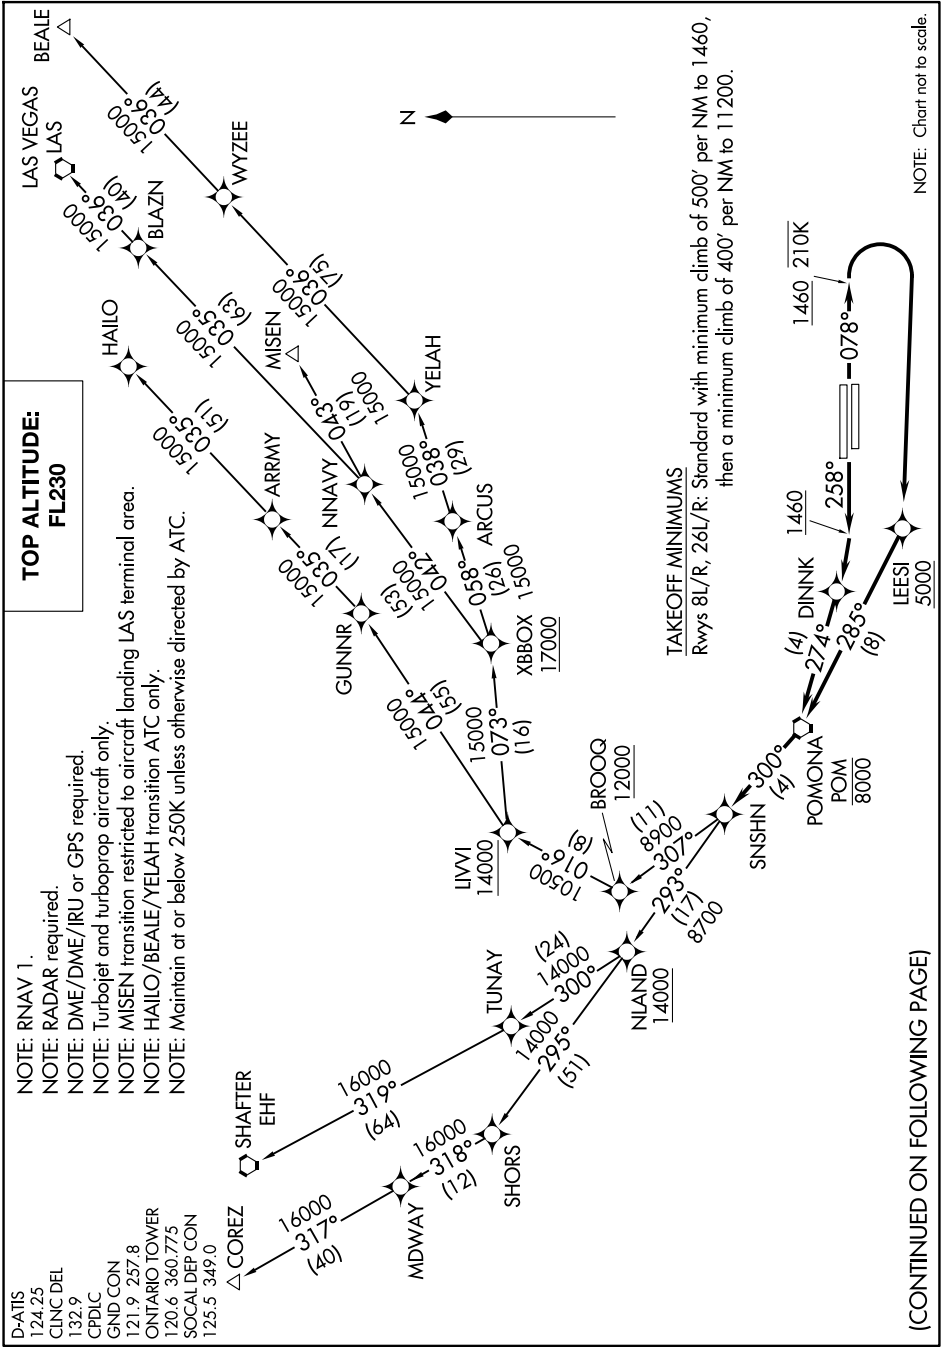 D-ATIS
124.25
CLNC DEL
132.9
CPDLC
GND CON
121.9 257.8
ONTARIO TOWER
120.6 360.775
SOCAL DEP CON
125.5 349.0
NOTE: RNAV 1.
NOTE: RADAR required.
NOTE: DME/DME/IRU or GPS required.
NOTE: Turbojet and turboprop aircraft only.
NOTE: MISEN transition restricted to aircraft landing LAS terminal area.
NOTE: HAILO/BEALE/YELAH transition ATC only.
NOTE: Maintain at or below 250K unless otherwise directed by ATC.
TOP ALTITUDE:
FL230
LAS VEGAS
LAS
BEALE
15000
036°
(44)
15000
036°
(40)
BLAZN
WYZEE
HAILO
15000
035°
(51)
15000
035°
(63)
15000
036°
(75)
MISEN
043°
(19)
15000
ARRMY
15000
035°
(17)
NNAVY
YELAH
15000
038°
(29)
ARCUS
GUNNR
15000
042°
(53)
058°
(26)
15000
XBBOX
17000
15000
044°
(55)
15000
073°
(16)
LIVVI
14000
10500
016°
(8)
BROOQ
12000
(11)
8900
307°
293°
(17)
8700
SNSHN
300°
(4)
POMONA
POM
8000
(4)
274°
285°
(8)
DINNK
LEESI
5000
1460
258°
078°
1460 210K
N
TAKEOFF MINIMUMS
Rwys 8L/R, 26L/R: Standard with minimum climb of 500' per NM to 1460,
then a minimum climb of 400' per NM to 11200.
NOTE: Chart not to scale.
NLAND
14000
(24)
14000
300°
TUNAY
14000
295°
(51)
SHORS
16000
319°
(64)
SHAFTER
EHF
16000
318°
(12)
MDWAY
16000
317°
(40)
COREZ
(CONTINUED ON FOLLOWING PAGE)